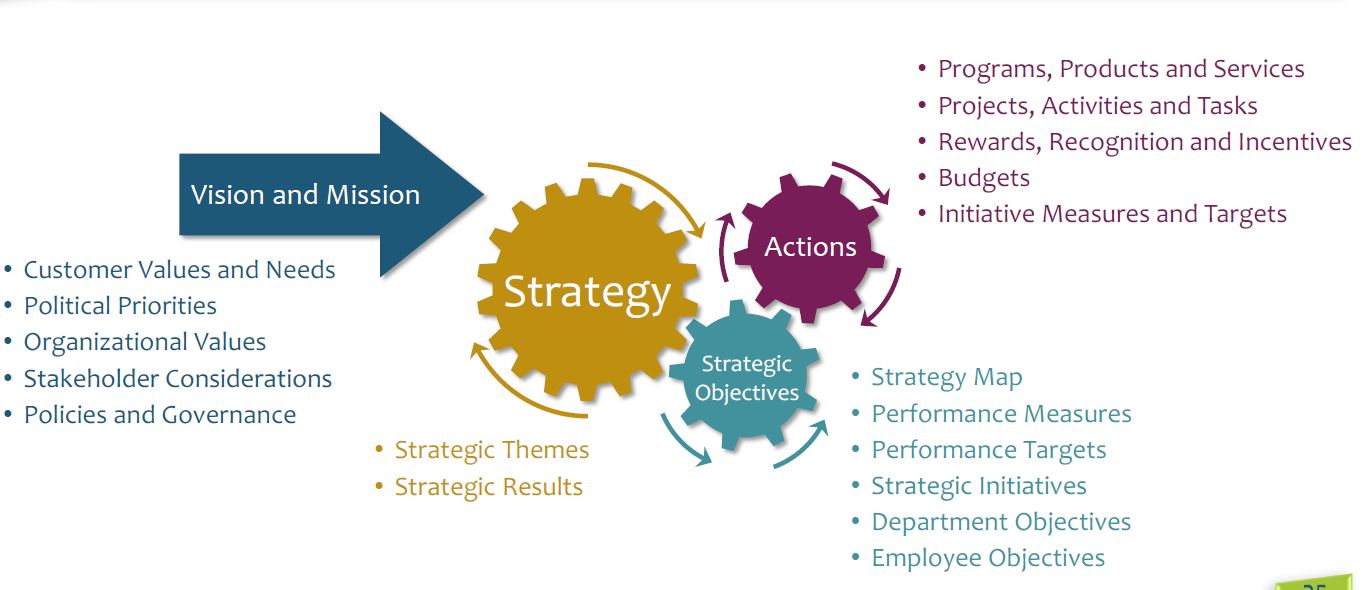 Vision and Mission
• Customer Values and Needs
• Political Priorities
• Organizational Values
• Stakeholder Considerations
• Policies and Governance
Strategy
• Strategic Themes
• Strategic Results
Actions
• Programs, Products and Services
• Projects, Activities and Tasks
• Rewards, Recognition and Incentives
• Budgets
• Initiative Measures and Targets
Strategic
Objectives
• Strategy Map
• Performance Measures
• Performance Targets
• Strategic Initiatives
• Department Objectives
• Employee Objectives